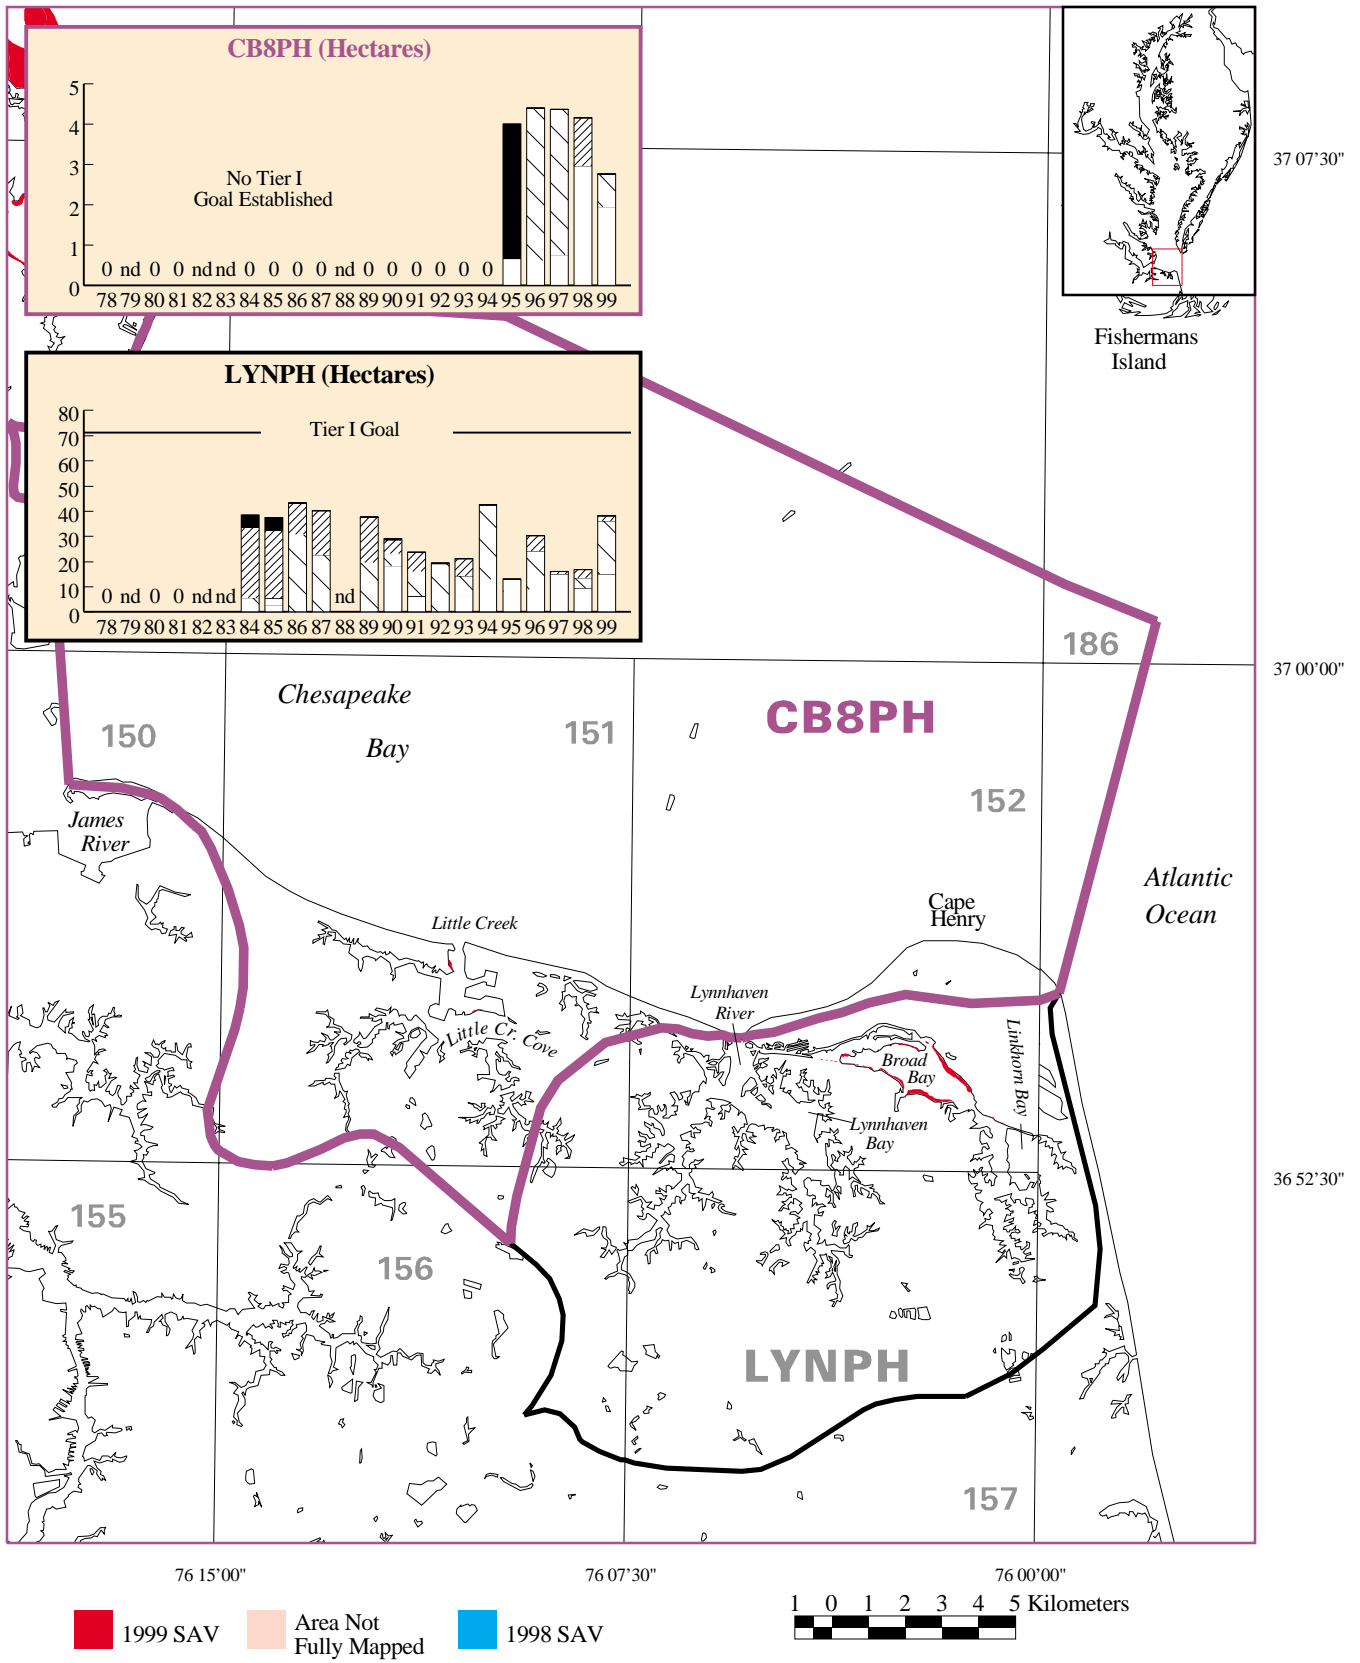 CB8PH (Hectares)
5
4
3
2
1
0
No Tier I
Goal Established
0 nd 0 0 nd nd 0 0 0 0 nd 0 0 0 0 0 0
78 79 80 81 82 83 84 85 86 87 88 89 90 91 92 93 94 95 96 97 98 99
37 07'30"
Fishermans
Island
LYNPH (Hectares)
80
70
60
50
40
30
20
10
0
Tier I Goal
0 nd 0 0 nd nd nd
78 79 80 81 82 83 84 85 86 87 88 89 90 91 92 93 94 95 96 97 98 99
186
37 00'00"
Chesapeake
Bay
150
151
CB8PH
152
James
River
Atlantic
Ocean
Cape
Henry
Little Creek
Lynnhaven
River
Little Cr. Cove
Broad
Bay
Linkhorn Bay
Lynnhaven
Bay
36 52'30"
155
156
LYNPH
157
76 15'00"
76 07'30"
76 00'00"
1999 SAV
Area Not
Fully Mapped
1998 SAV
1 0 1 2 3 4 5 Kilometers